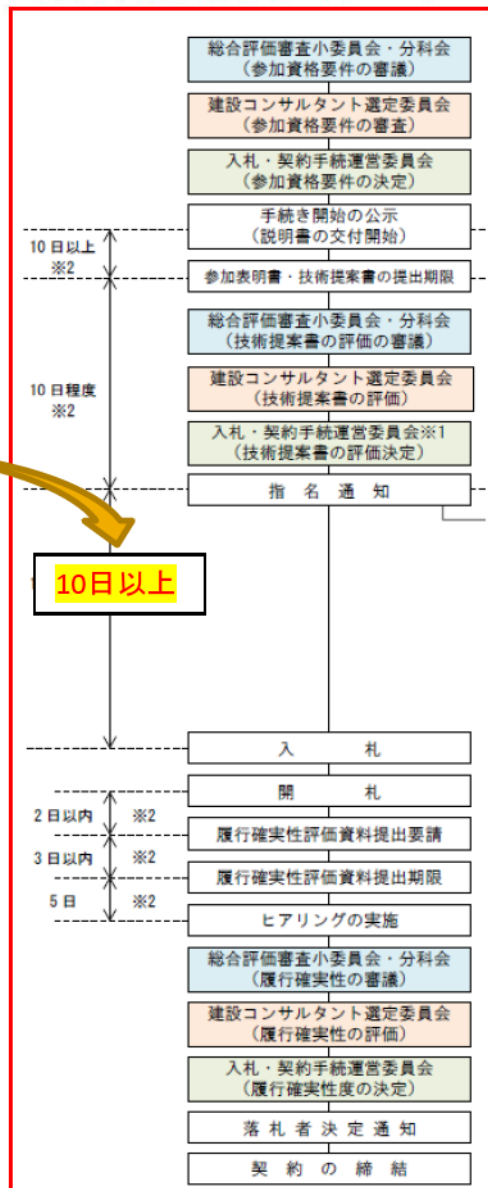 総合評価審査小委員会・分科会
(参加資格要件の審議)
建設コンサルタント選定委員会
(参加資格要件の審査)
入札・契約手続運営委員会
(参加資格要件の決定)
手続き開始の公示
(説明書の交付開始)
10日以上
※2
参加表明書・技術提案書の提出期限
総合評価審査小委員会・分科会
(技術提案書の評価の審議)
10日程度
※2
建設コンサルタント選定委員会
(技術提案書の評価)
入札・契約手続運営委員会※1
(技術提案書の評価決定)
指名通知
10日以上
入札
開札
2日以内 ※2
履行確実性評価資料提出要請
3日以内 ※2
履行確実性評価資料提出期限
5日 ※2
ヒアリングの実施
総合評価審査小委員会・分科会
(履行確実性の審議)
建設コンサルタント選定委員会
(履行確実性の評価)
入札・契約手続運営委員会
(履行確実性度の決定)
落札者決定通知
契約の締結